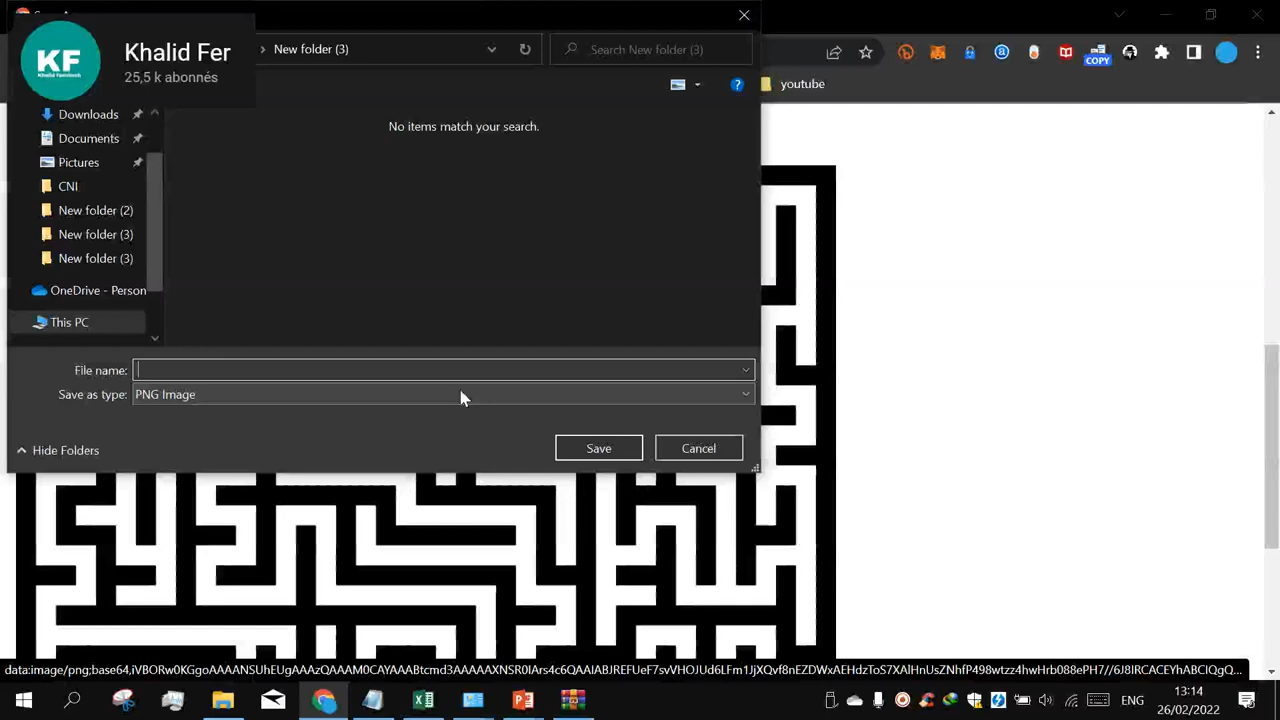 KF
Khalid Fer
25,5 k abonnés
New folder (3)
Search New folder (3)
COPY
youtube
Downloads
Documents
Pictures
CNI
New folder (2)
New folder (3)
New folder (3)
OneDrive - Person
This PC
No items match your search.
File name:
Save as type: PNG Image
Hide Folders
Save
Cancel
ENG
13:14
26/02/2022